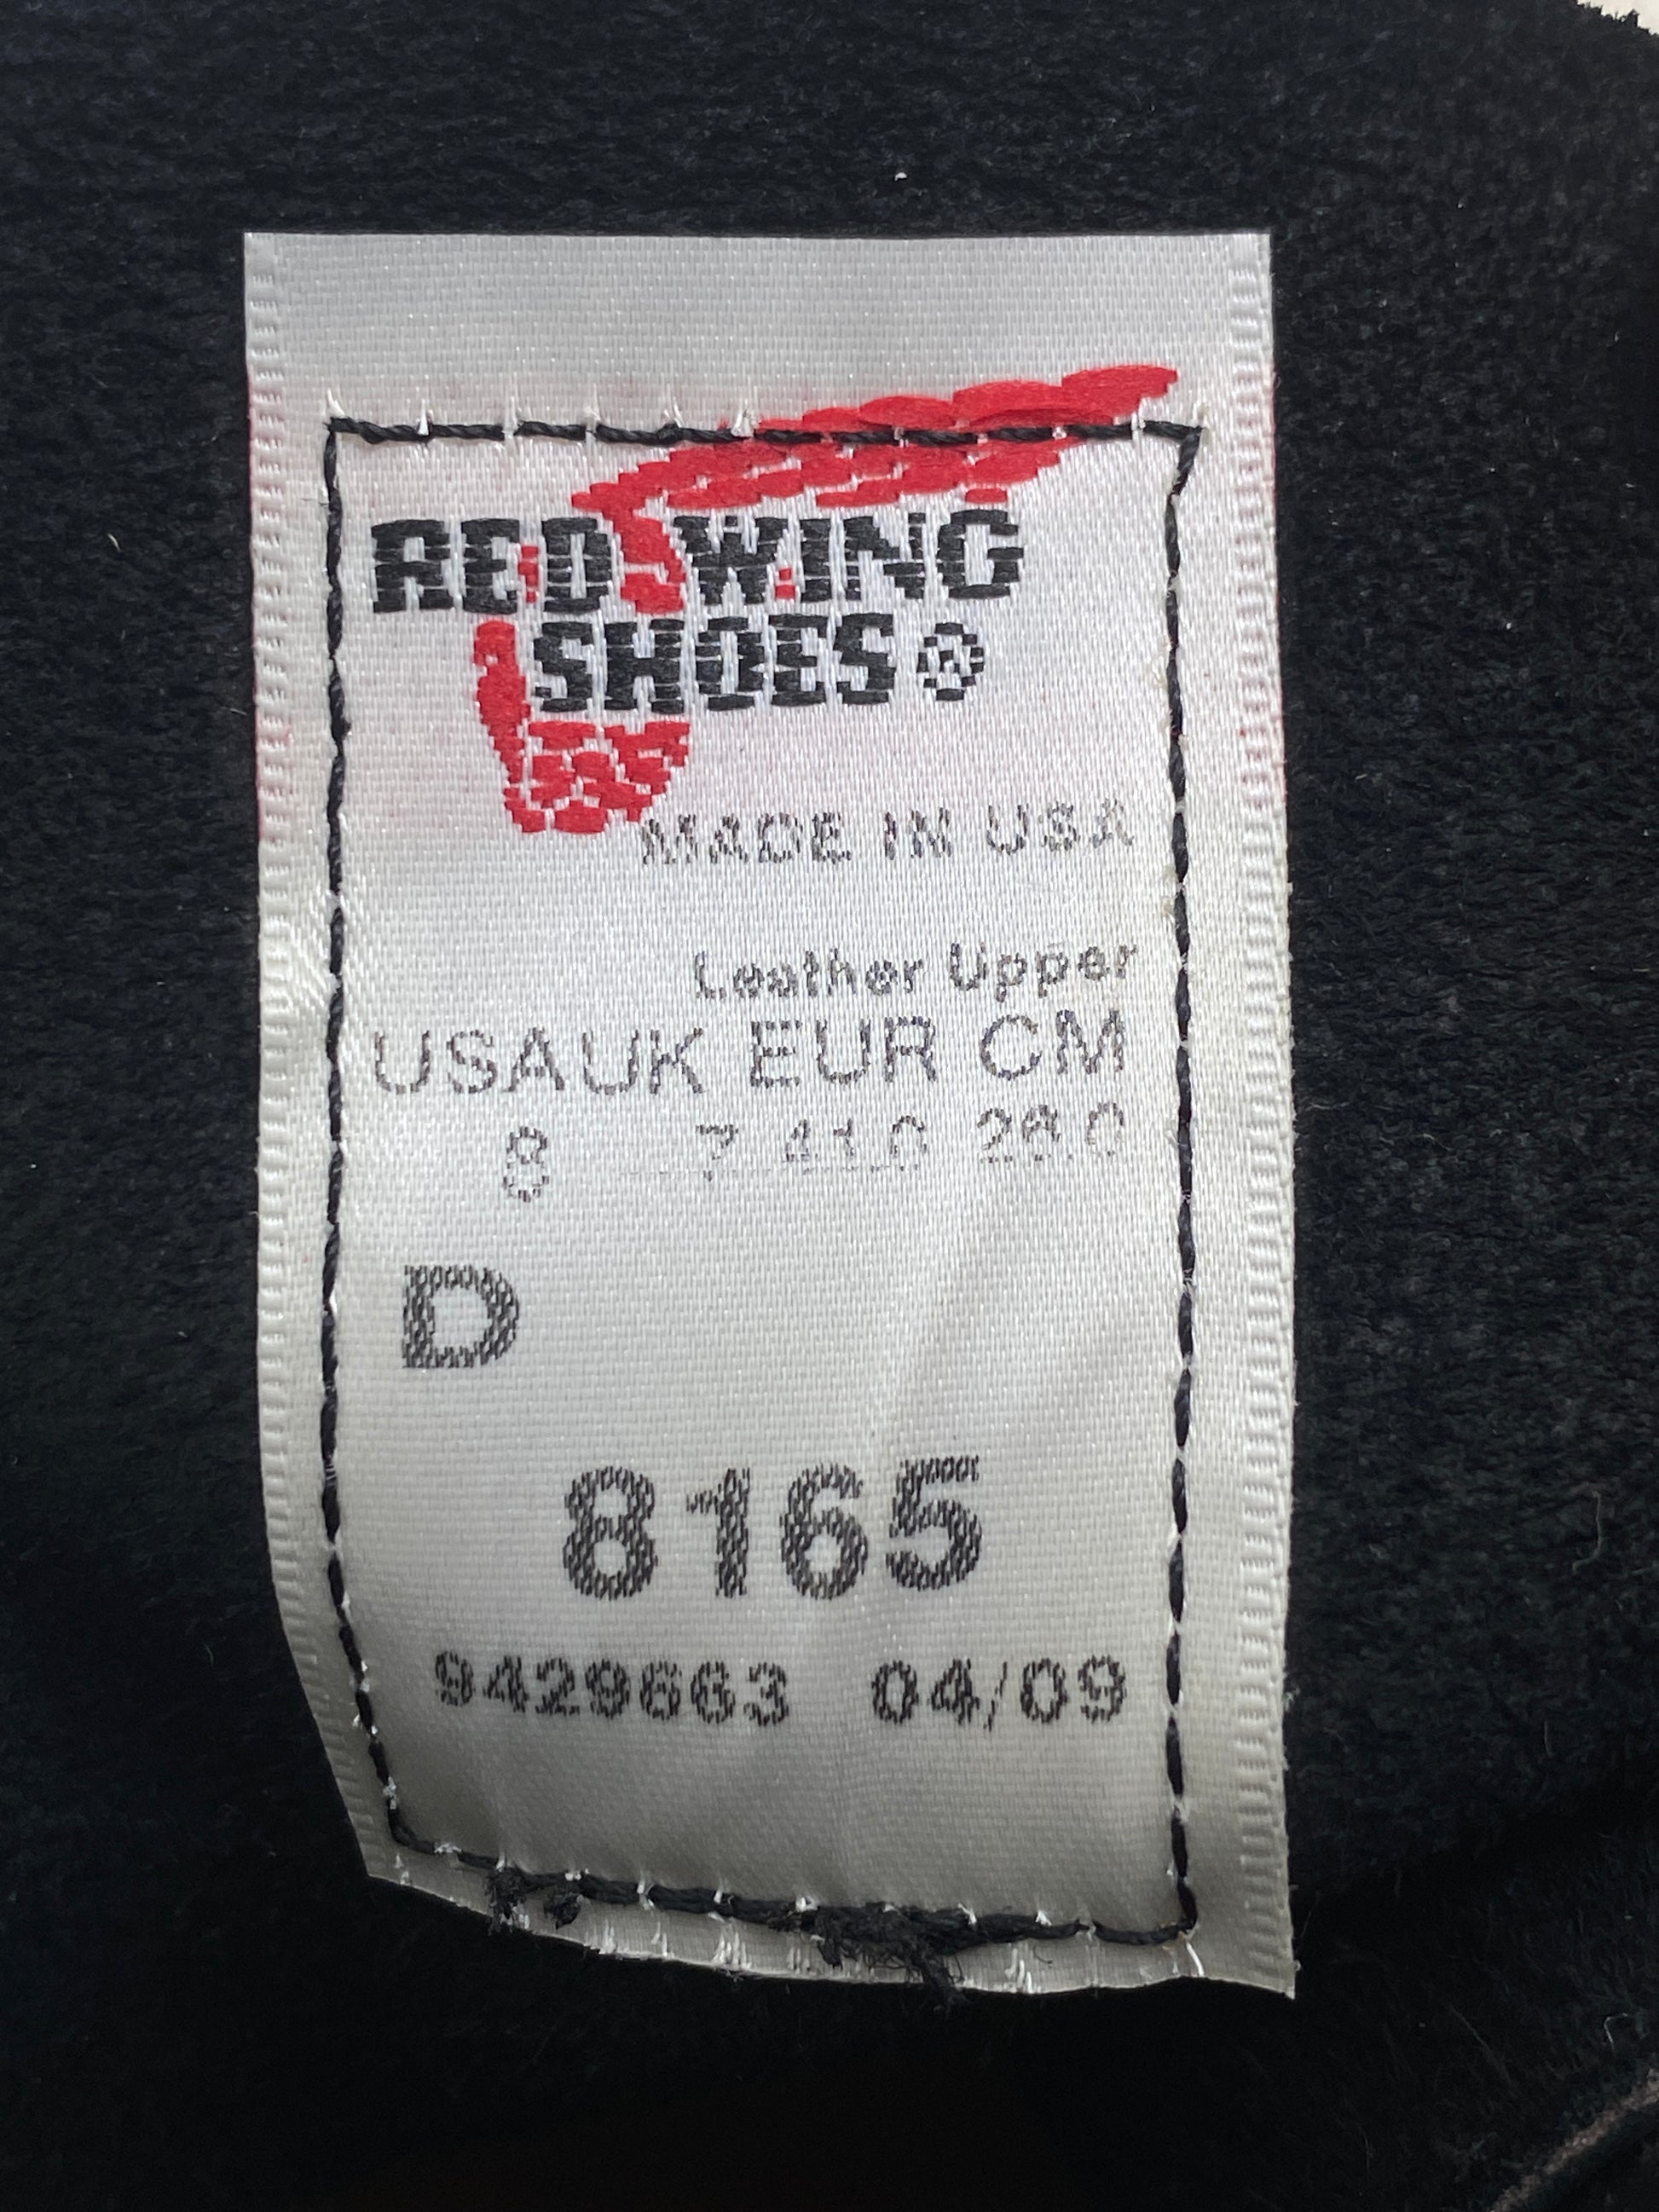 RED WING
SHOES®
MADE IN USA
Leather Upper
USA UK EUR CM
8 7 41.0 26.0
D
8165
9429663 04/09